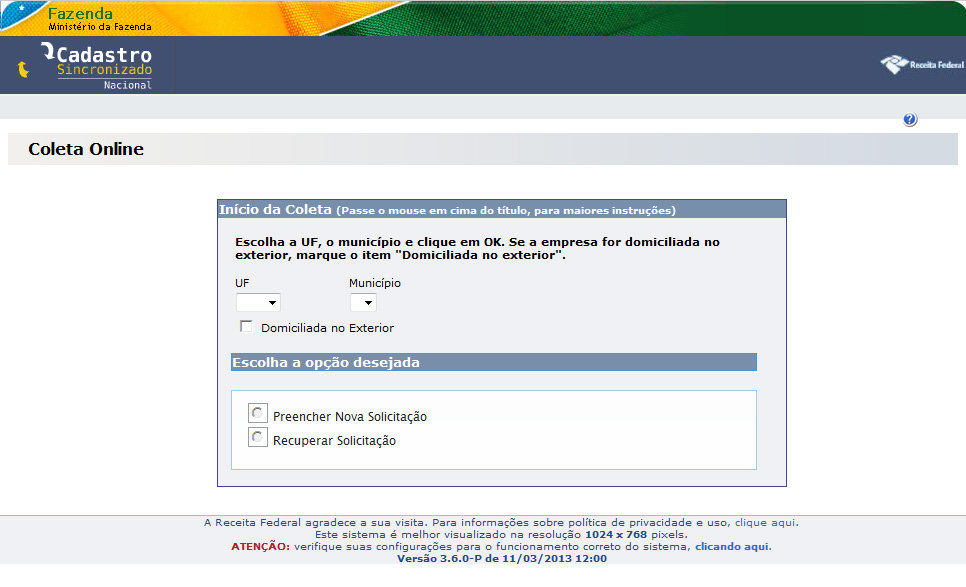 Fazenda
Ministério da Fazenda
Cadastro
Sincronizado
Nacional
Receita Federal
?
Coleta Online
Início da Coleta (Passe o mouse em cima do título, para maiores instruções)
Escolha a UF, o município e clique em OK. Se a empresa for domiciliada no
exterior, marque o item "Domiciliada no exterior".
UF Município
Domiciliada no Exterior
Escolha a opção desejada
Preencher Nova Solicitação
Recuperar Solicitação
A Receita Federal agradece a sua visita. Para informações sobre política de privacidade e uso, clique aqui.
Este sistema é melhor visualizado na resolução 1024 x 768 pixels.
ATENÇÃO: verifique suas configurações para o funcionamento correto do sistema, clicando aqui.
Versão 3.6.0-P de 11/03/2013 12:00